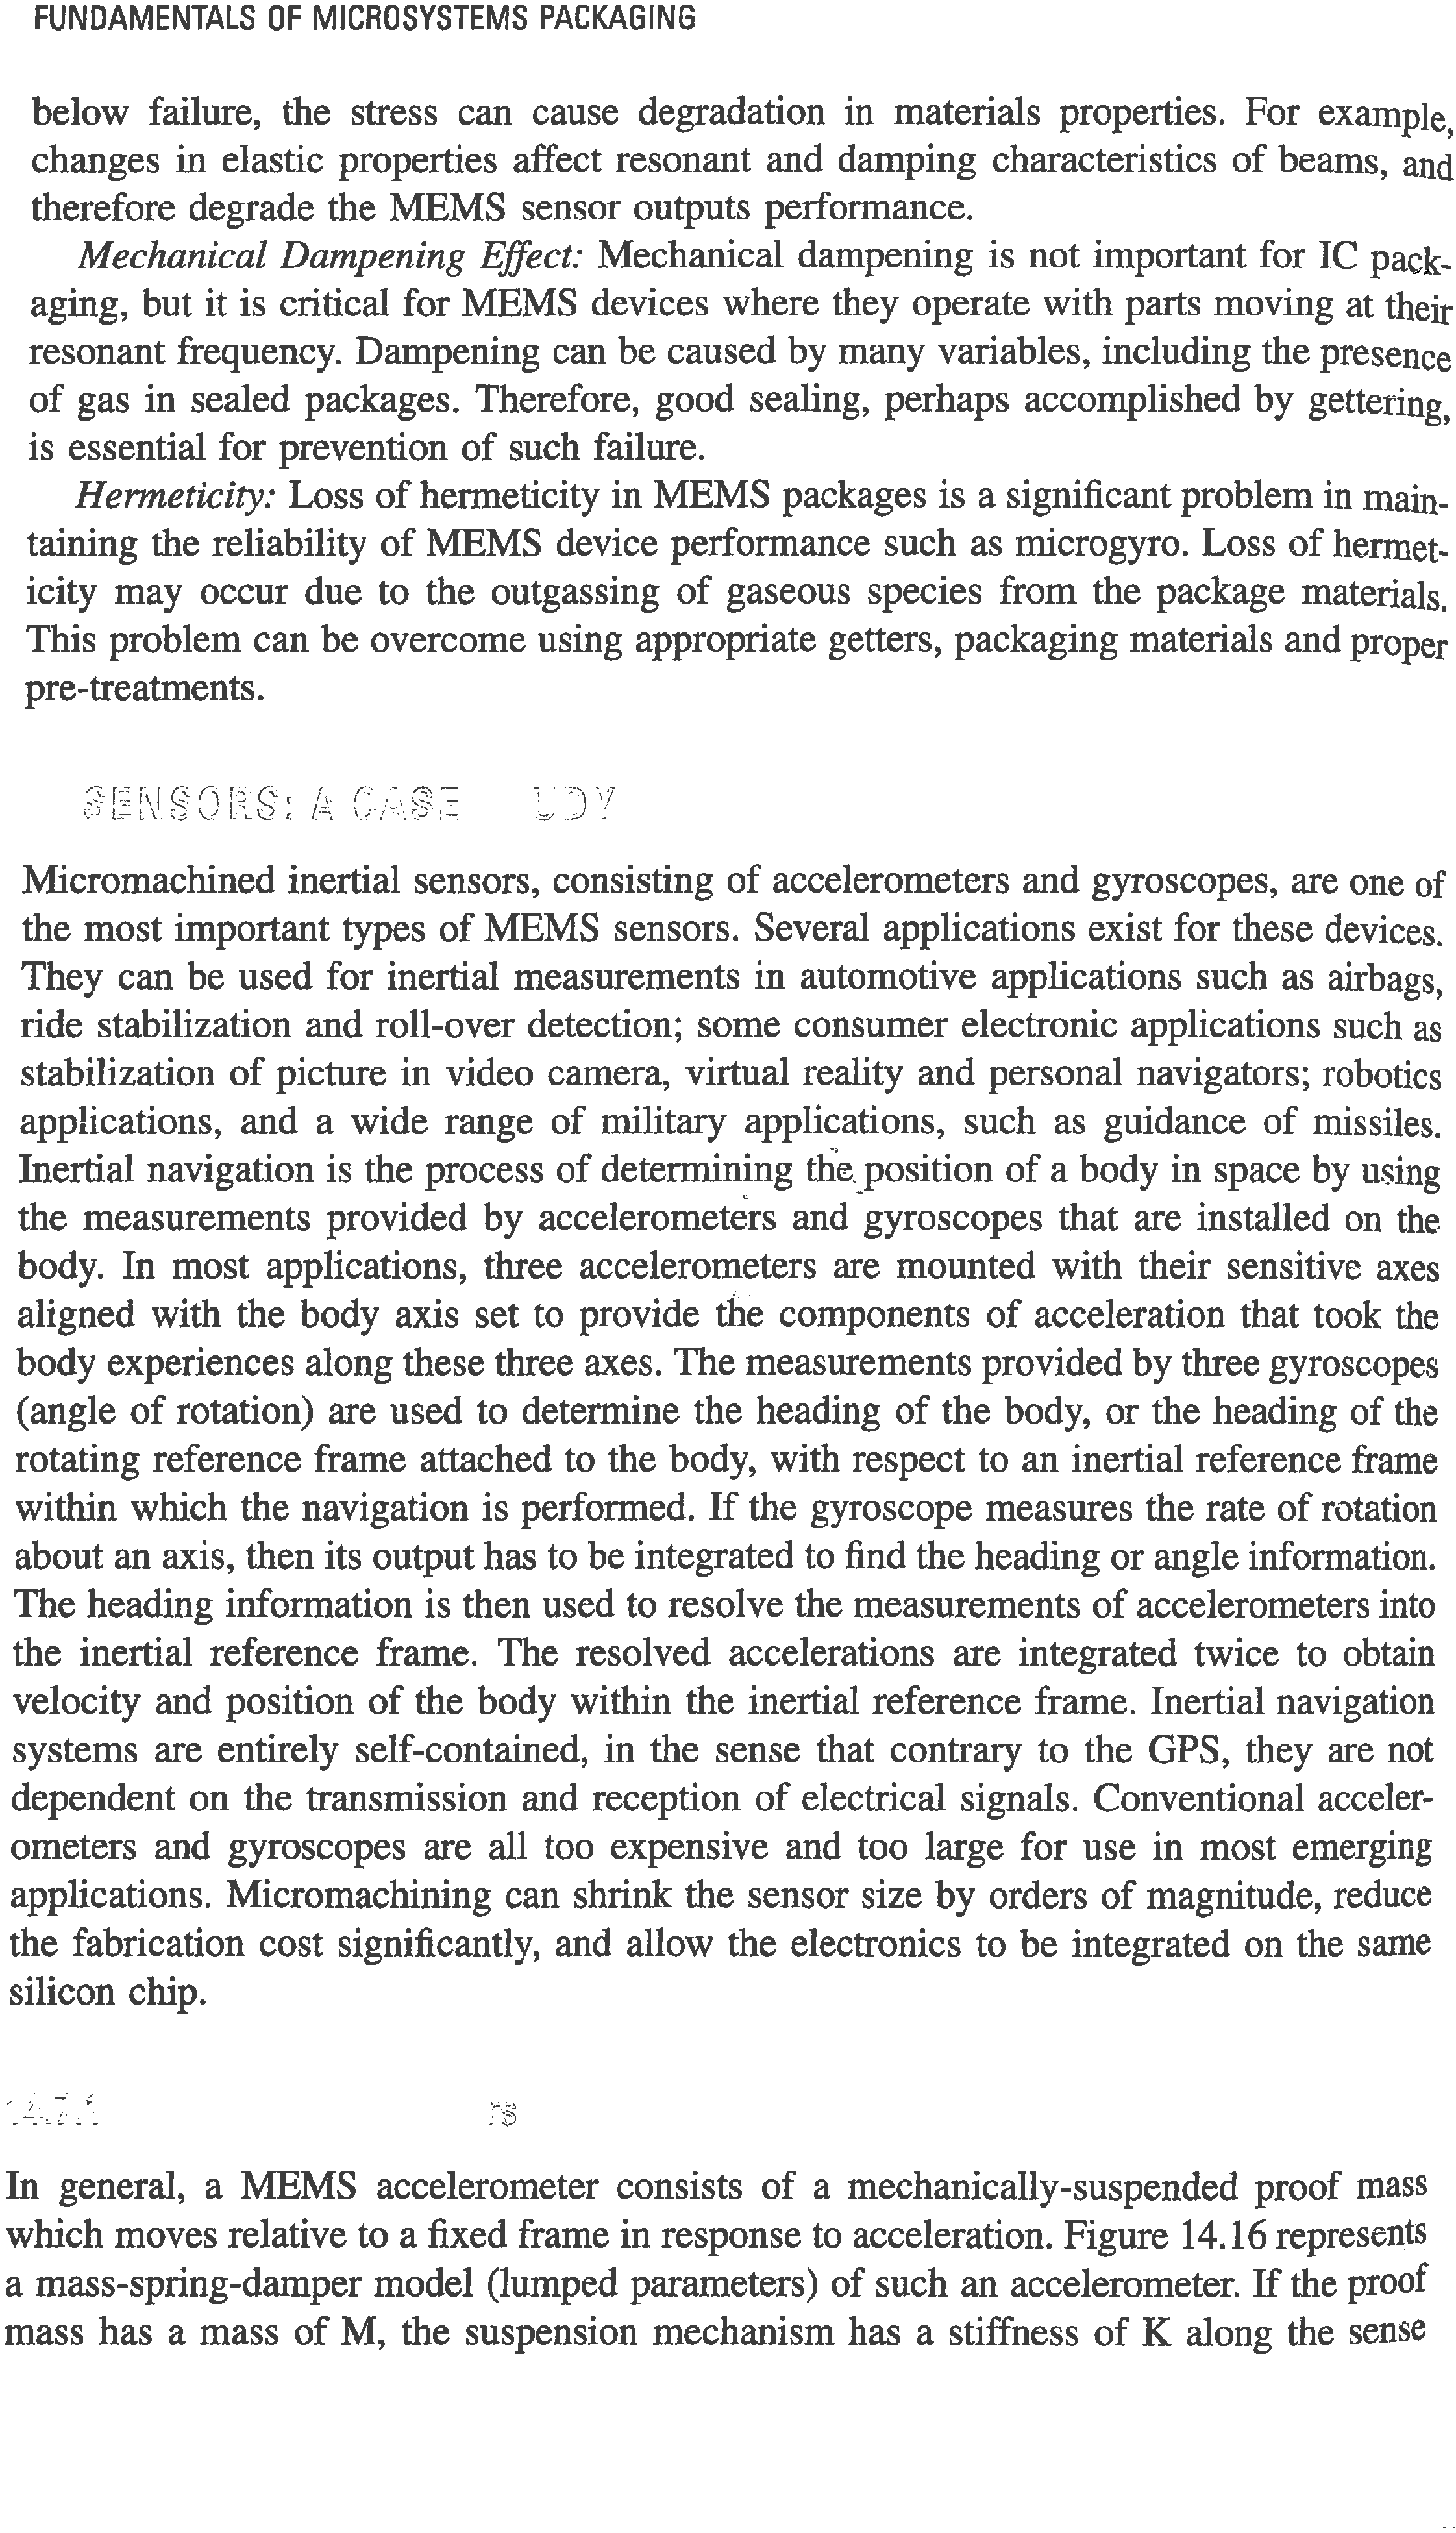 FUNDAMENTALS OF MICROSYSTEMS PACKAGING
below failure, the stress can cause degradation in materials properties. For example,
changes in elastic properties affect resonant and damping characteristics of beams, and
therefore degrade the MEMS sensor outputs performance.
Mechanical Dampening Effect: Mechanical dampening is not important for IC pack-
aging, but it is critical for MEMS devices where they operate with parts moving at their
resonant frequency. Dampening can be caused by many variables, including the presence
of gas in sealed packages. Therefore, good sealing, perhaps accomplished by gettering,
is essential for prevention of such failure.
Hermeticity: Loss of hermeticity in MEMS packages is a significant problem in main-
taining the reliability of MEMS device performance such as microgyro. Loss of hermet-
icity may occur due to the outgassing of gaseous species from the package materials.
This problem can be overcome using appropriate getters, packaging materials and proper
pre-treatments.
SENSORS: A CASE UDY
Micromachined inertial sensors, consisting of accelerometers and gyroscopes, are one of
the most important types of MEMS sensors. Several applications exist for these devices.
They can be used for inertial measurements in automotive applications such as airbags,
ride stabilization and roll-over detection; some consumer electronic applications such as
stabilization of picture in video camera, virtual reality and personal navigators; robotics
applications, and a wide range of military applications, such as guidance of missiles.
Inertial navigation is the process of determining the position of a body in space by using
the measurements provided by accelerometers and gyroscopes that are installed on the
body. In most applications, three accelerometers are mounted with their sensitive axes
aligned with the body axis set to provide the components of acceleration that took the
body experiences along these three axes. The measurements provided by three gyroscopes
(angle of rotation) are used to determine the heading of the body, or the heading of the
rotating reference frame attached to the body, with respect to an inertial reference frame
within which the navigation is performed. If the gyroscope measures the rate of rotation
about an axis, then its output has to be integrated to find the heading or angle information.
The heading information is then used to resolve the measurements of accelerometers into
the inertial reference frame. The resolved accelerations are integrated twice to obtain
velocity and position of the body within the inertial reference frame. Inertial navigation
systems are entirely self-contained, in the sense that contrary to the GPS, they are not
dependent on the transmission and reception of electrical signals. Conventional acceler-
ometers and gyroscopes are all too expensive and too large for use in most emerging
applications. Micromachining can shrink the sensor size by orders of magnitude, reduce
the fabrication cost significantly, and allow the electronics to be integrated on the same
silicon chip.
14.7.1
In general, a MEMS accelerometer consists of a mechanically-suspended proof mass
which moves relative to a fixed frame in response to acceleration. Figure 14.16 represents
a mass-spring-damper model (lumped parameters) of such an accelerometer. If the proof
mass has a mass of M, the suspension mechanism has a stiffness of K along the sense